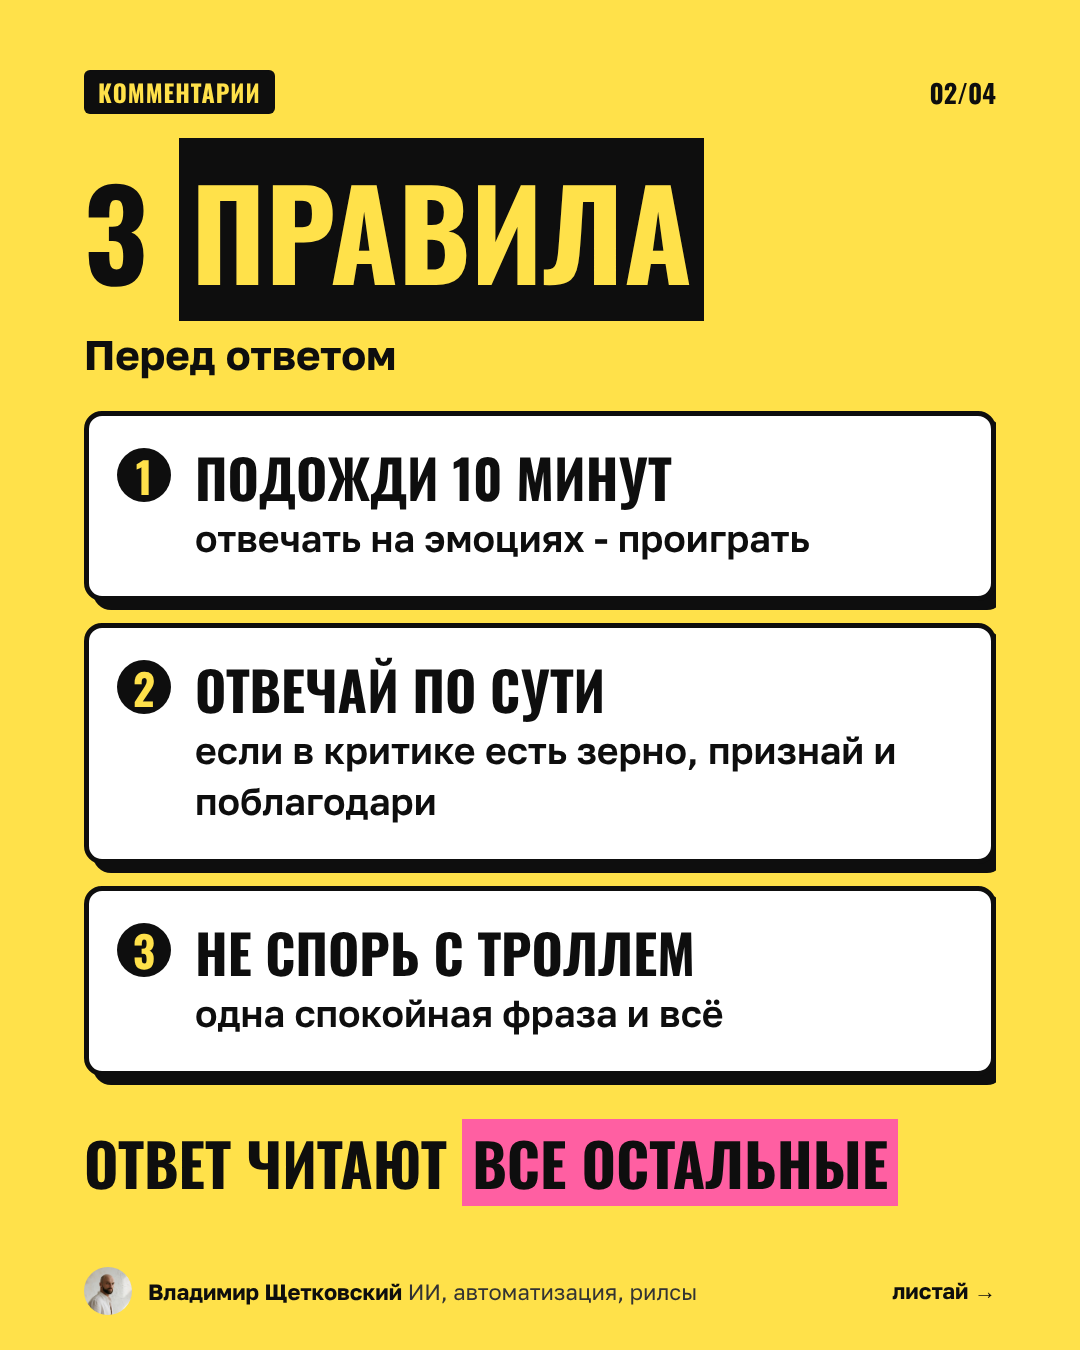 КОММЕНТАРИИ
02/04
3 ПРАВИЛА
Перед ответом
1 ПОДОЖДИ 10 МИНУТ
отвечать на эмоциях - проиграть
2 ОТВЕЧАЙ ПО СУТИ
если в критике есть зерно, признай и
поблагодари
3 НЕ СПОРЬ С ТРОЛЛЕМ
одна спокойная фраза и всё
ОТВЕТ ЧИТАЮТ ВСЕ ОСТАЛЬНЫЕ
Владимир Щетковский ИИ, автоматизация, рилсы
листай →